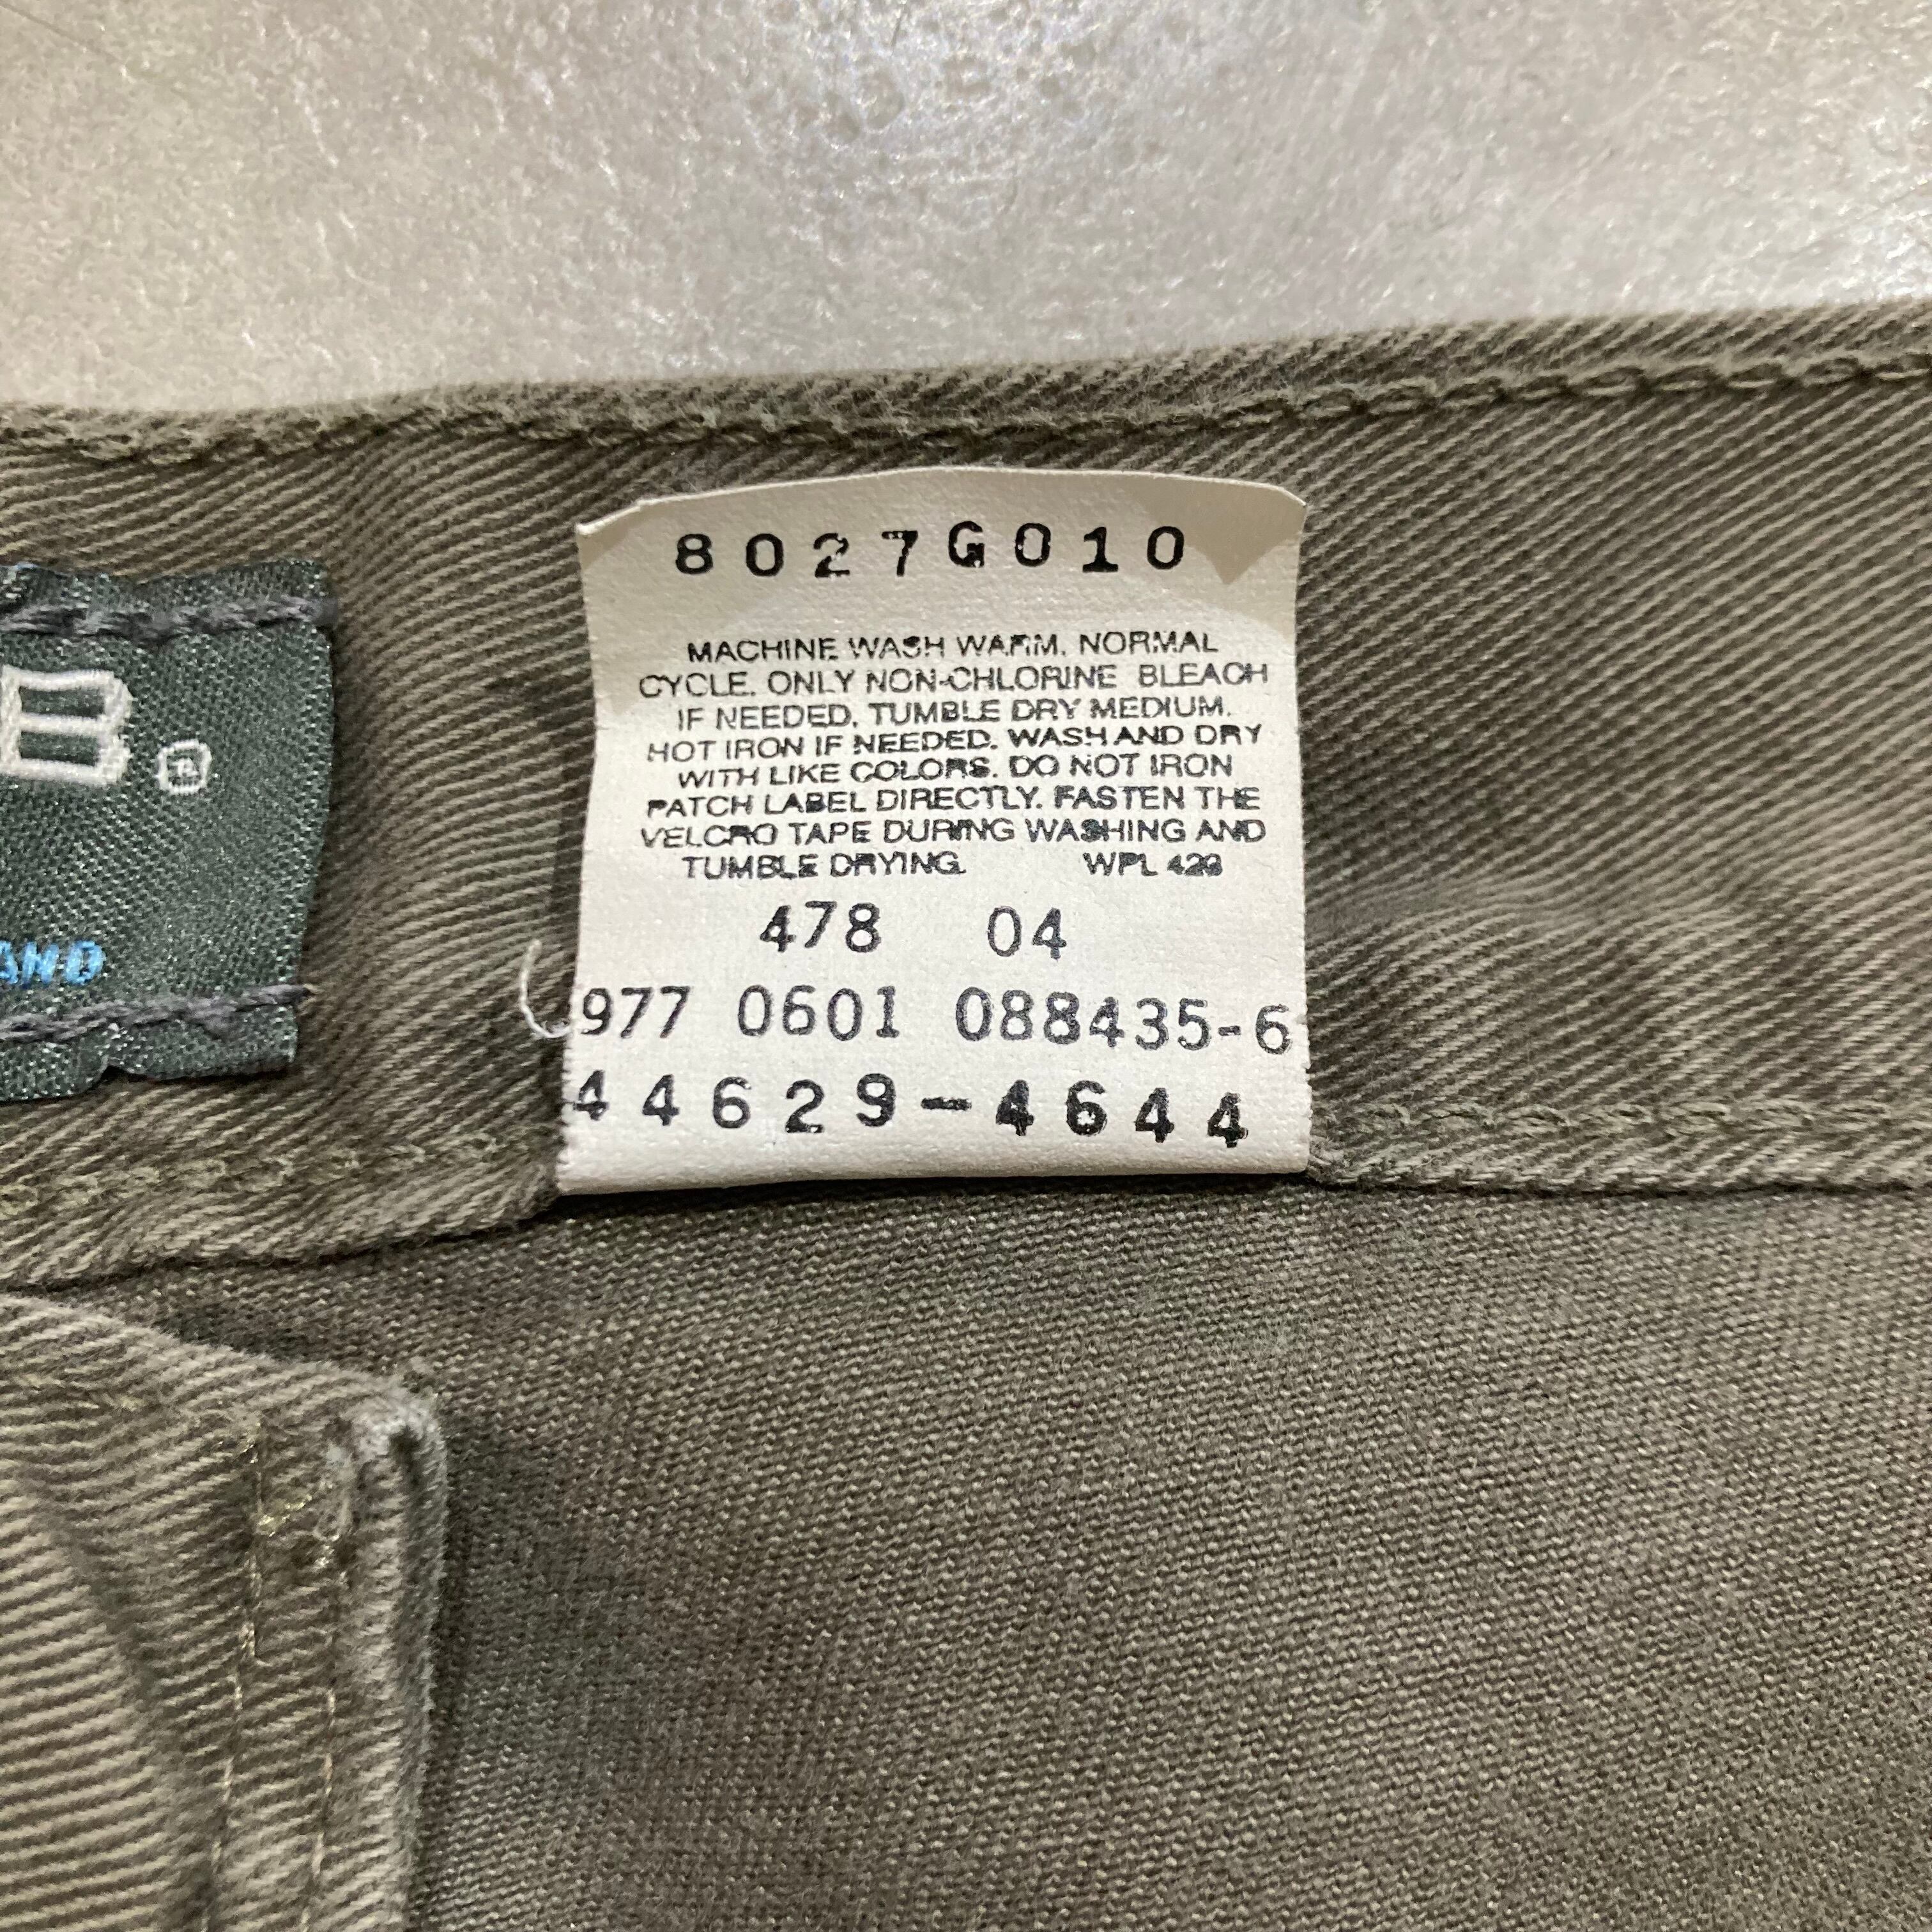 8027G010
MACHINE WASH WARM, NORMAL
CYCLE. ONLY NON-CHLORINE BLEACH
IF NEEDED. TUMBLE DRY MEDIUM.
HOT IRON IF NEEDED. WASH AND DRY
WITH LIKE COLORS. DO NOT IRON
PATCH LABEL DIRECTLY. FASTEN THE
VELCRO TAPE DURING WASHING AND
TUMBLE DRYING. WPL 423
478 04
977 0601 088435-6
44629-4644
B.®
AND